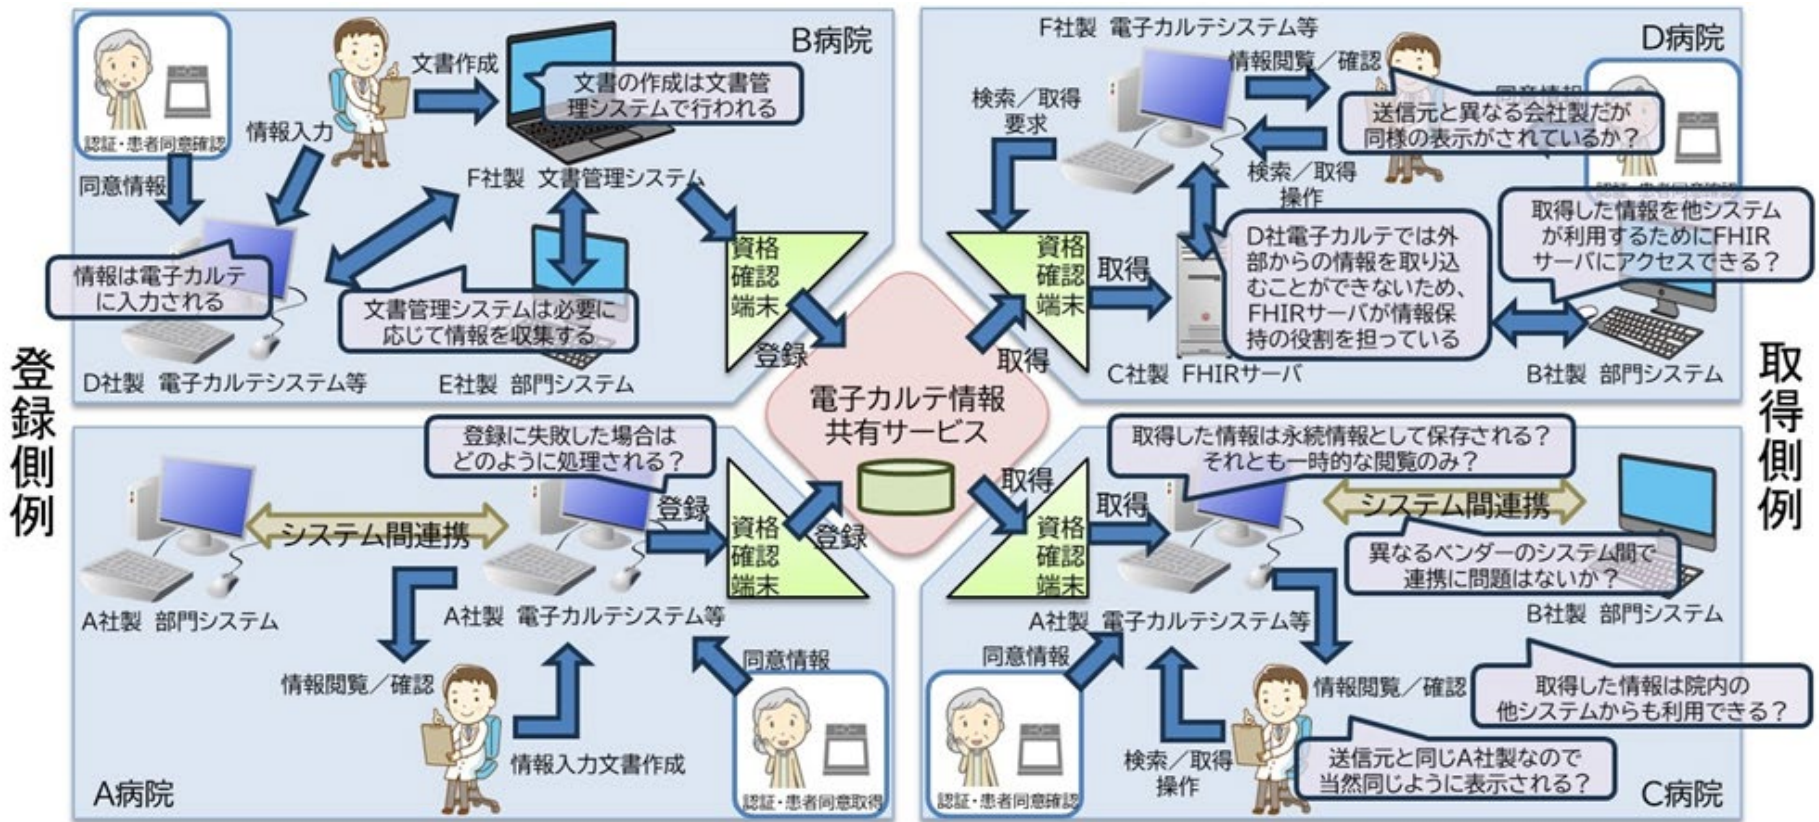 登録側例
B病院
認証・患者同意確認
同意情報
情報入力
文書作成
文書の作成は文書管
理システムで行われる
F社製 文書管理システム
情報は電子カルテ
に入力される
文書管理システムは必要に
応じて情報を収集する
D社製 電子カルテシステム等
E社製 部門システム
資格
確認
端末
登録
A病院
登録に失敗した場合は
どのように処理される？
システム間連携
登録
資格
確認
端末
登録
A社製 部門システム
A社製 電子カルテシステム等
情報閲覧／確認
情報入力文書作成
同意情報
認証・患者同意取得
電子カルテ情報
共有サービス
取得側例
D病院
F社製 電子カルテシステム等
情報閲覧／確認
検索／取得
要求
同意情報
送信元と異なる会社製だが
同様の表示がされているか？
検索／取得
操作
認証・患者同意確認
取得した情報を他システム
が利用するためにFHIR
サーバにアクセスできる？
D社電子カルテでは外
部からの情報を取り込
むことができないため、
FHIRサーバが情報保
持の役割を担っている
資格
確認
端末
取得
取得
C社製 FHIRサーバ
B社製 部門システム
C病院
取得した情報は永続情報として保存される？
それとも一時的な閲覧のみ？
取得
取得
資格
確認
端末
システム間連携
異なるベンダーのシステム間で
連携に問題はないか？
A社製 電子カルテシステム等
B社製 部門システム
同意情報
認証・患者同意確認
情報閲覧／確認
検索／取得
操作
取得した情報は院内の
他システムからも利用できる？
送信元と同じA社製なので
当然同じように表示される？